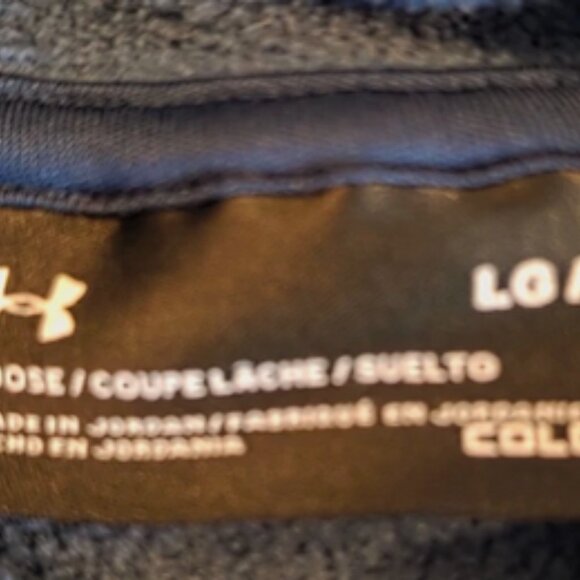 LG/
OOSE / COUPE LÂCHE / SUELTO
ADE IN JORDAN / FABRIQUÉ EN JORDANIE
CHO EN JORDANIA
COL